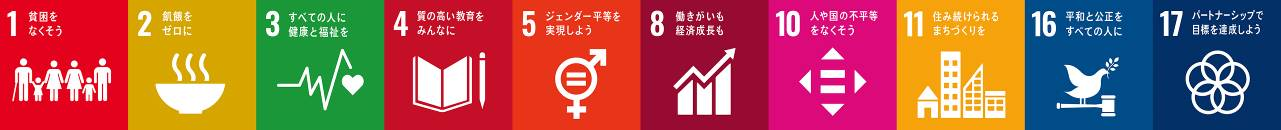 1 貧困を
なくそう
2 飢餓を
ゼロに
3 すべての人に
健康と福祉を
4 質の高い教育を
みんなに
5 ジェンダー平等を
実現しよう
8 働きがいも
経済成長も
10 人や国の不平等
をなくそう
11 住み続けられる
まちづくりを
16 平和と公正を
すべての人に
17 パートナーシップで
目標を達成しよう